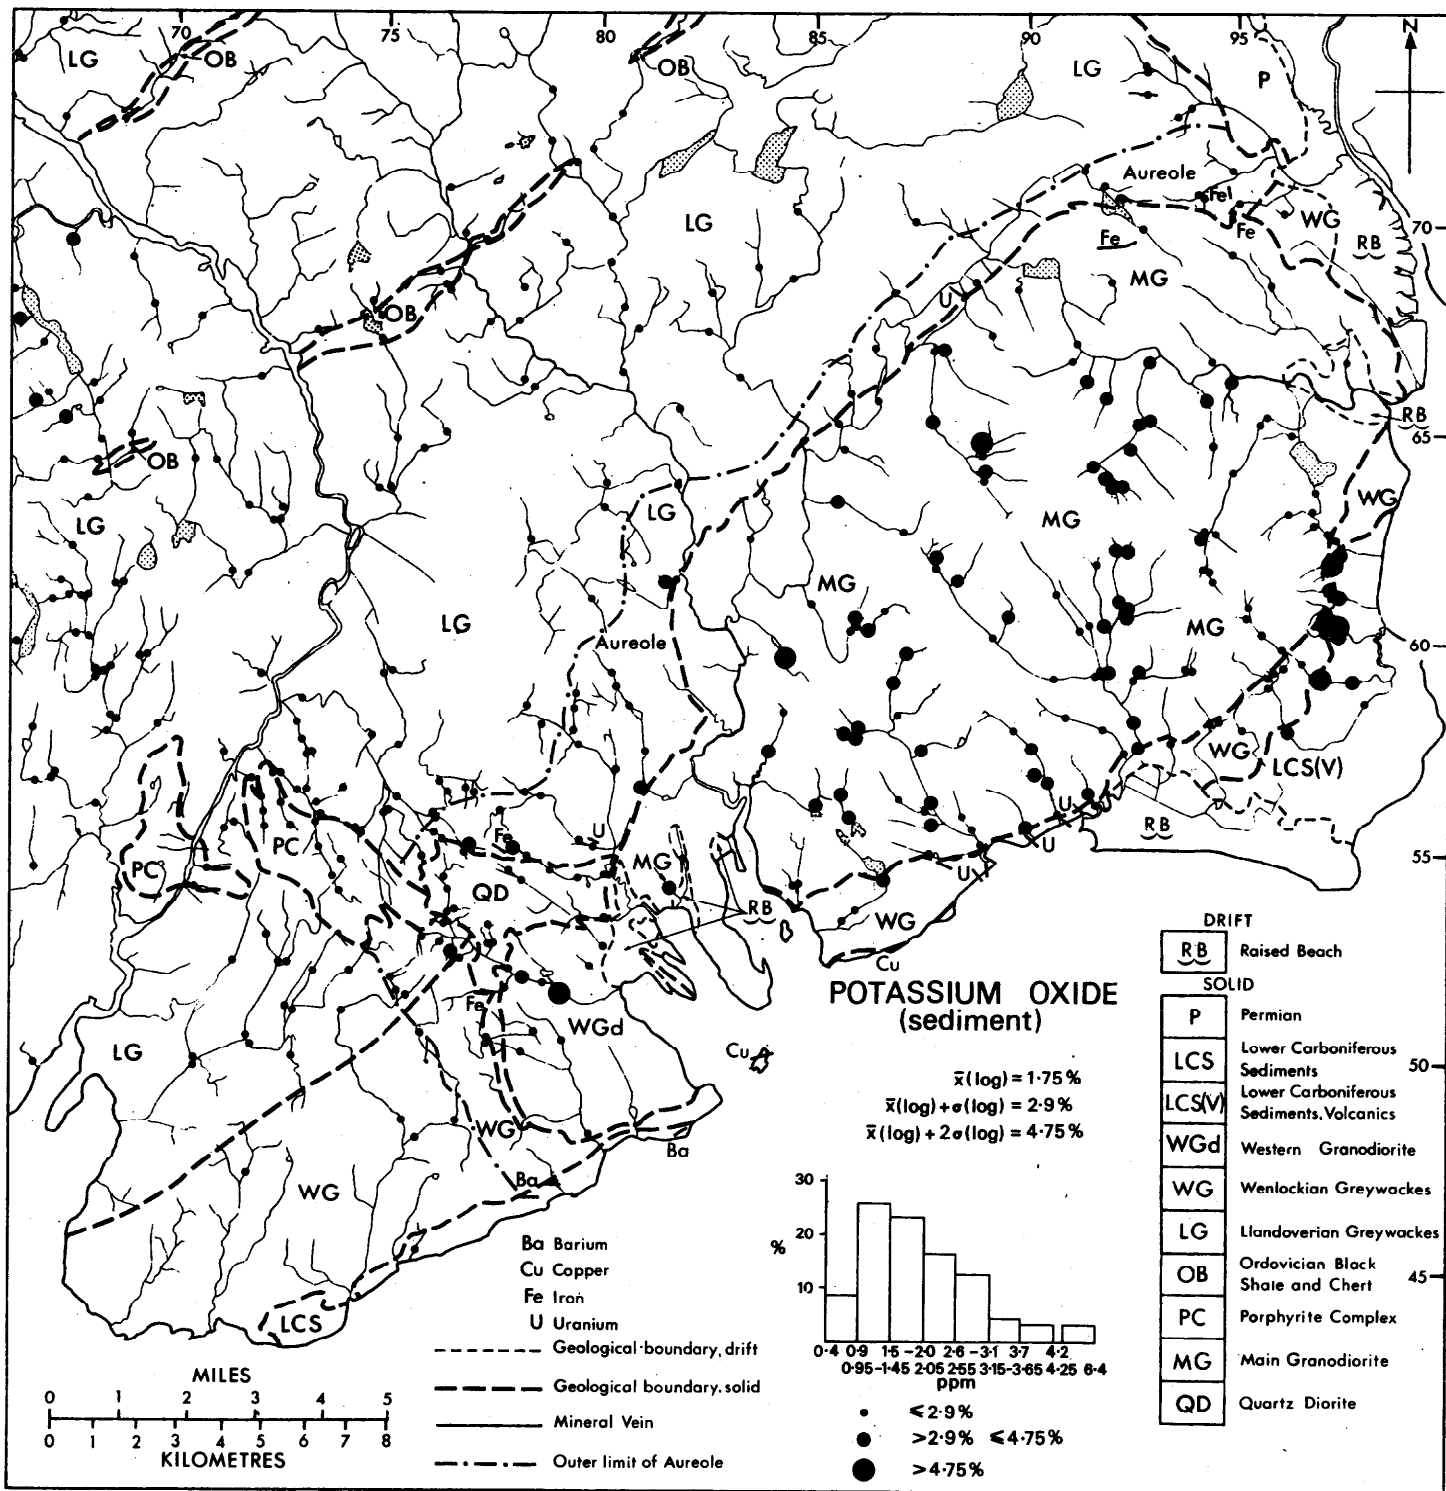 70
75
80
85
90
95
N
LG
OB
OB
LG
P
Aureole
Fe
WG
70
RB
Fe
Fe
MG
LG
U
OB
RB
65
OB
LG
LG
WG
MG
MG
LG
MG
Aureole
60
WG
LCS(V)
U
RB
U
U
Fe
U
PC
PC
MG
55
QD
RB
WG
Cu
Fe
WGd
LG
Cu
50
WG
Ba
Ba
WG
LCS
45
POTASSIUM OXIDE
(sediment)
x̄(log) = 1·75%
x̄(log) + σ(log) = 2·9%
x̄(log) + 2σ(log) = 4·75%
30
20
%
10
0·4 0·9 1·5 -2·0 2·6 -3·1 3·7 4·2
0·95-1·45 2·05 2·55 3·15-3·65 4·25 6·4
ppm
≤2·9%
>2·9% ≤4·75%
>4·75%
Ba Barium
Cu Copper
Fe Iron
U Uranium
Geological boundary, drift
Geological boundary. solid
Mineral Vein
Outer limit of Aureole
MILES
0 1 2 3 4 5
0 1 2 3 4 5 6 7 8
KILOMETRES
DRIFT
RB Raised Beach
SOLID
P Permian
LCS Lower Carboniferous
Sediments
LCS(V) Lower Carboniferous
Sediments, Volcanics
WGd Western Granodiorite
WG Wenlockian Greywackes
LG Llandoverian Greywackes
OB Ordovician Black
Shale and Chert
PC Porphyrite Complex
MG Main Granodiorite
QD Quartz Diorite